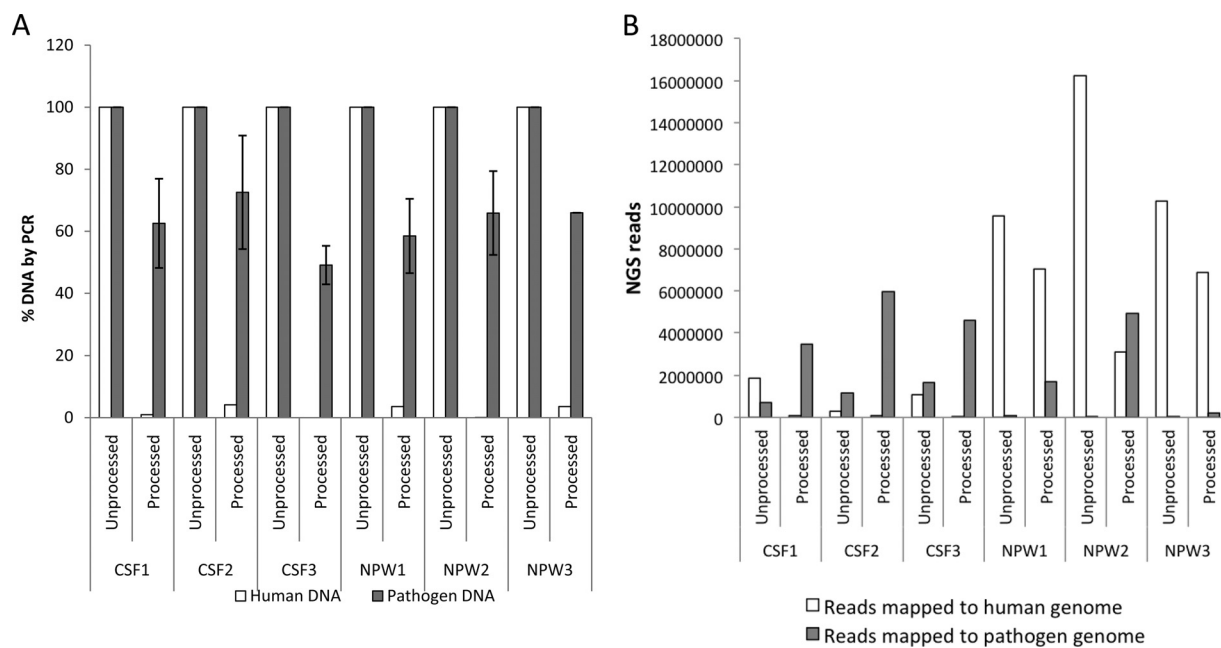 A
% DNA by PCR
120
100
80
60
40
20
0
Unprocessed
Processed
Unprocessed
Processed
Unprocessed
Processed
Unprocessed
Processed
Unprocessed
Processed
Unprocessed
Processed
CSF1 CSF2 CSF3 NPW1 NPW2 NPW3
Human DNA Pathogen DNA
B
NGS reads
18000000
16000000
14000000
12000000
10000000
8000000
6000000
4000000
2000000
0
Unprocessed
Processed
Unprocessed
Processed
Unprocessed
Processed
Unprocessed
Processed
Unprocessed
Processed
Unprocessed
Processed
CSF1 CSF2 CSF3 NPW1 NPW2 NPW3
Reads mapped to human genome
Reads mapped to pathogen genome